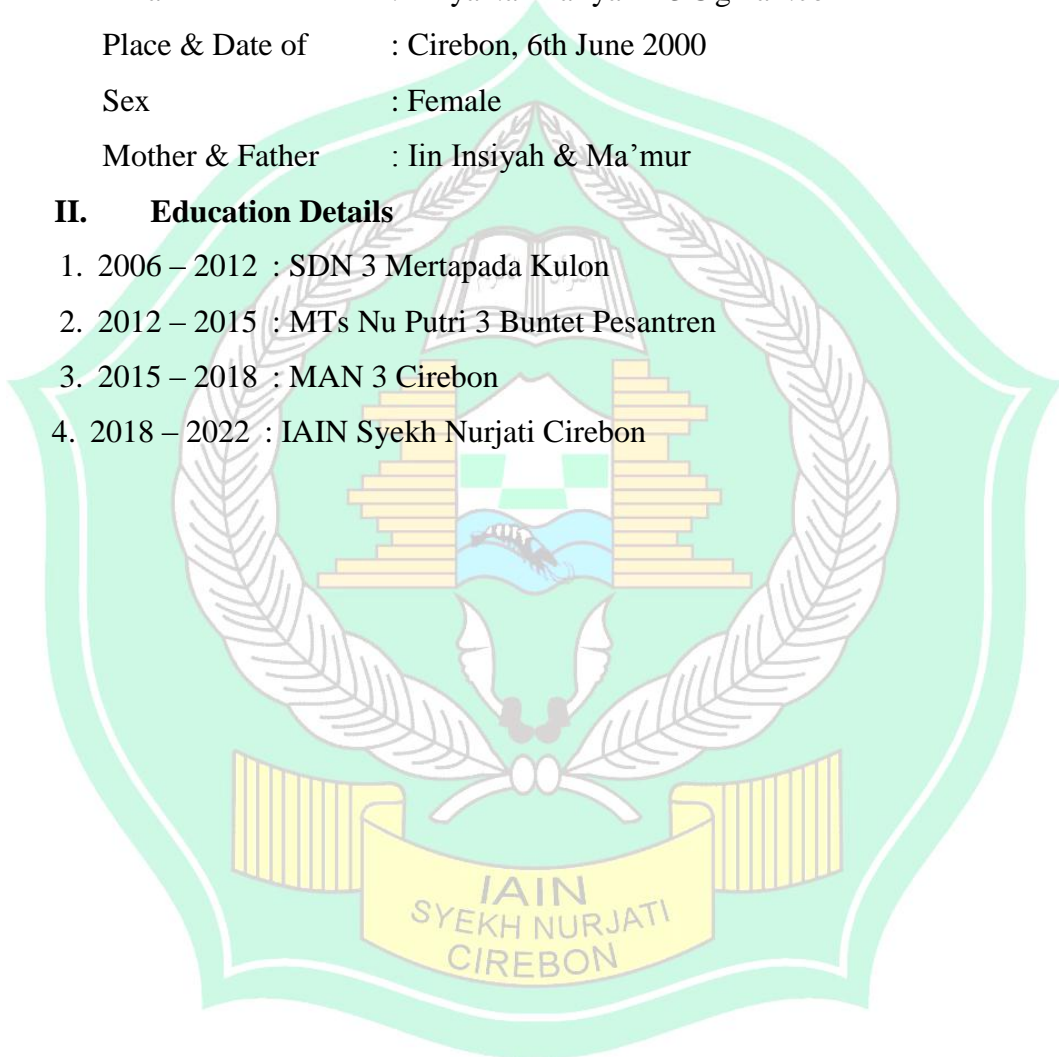 Place & Date of : Cirebon, 6th June 2000
Sex : Female
Mother & Father : Iin Insiyah & Ma’mur
II. Education Details
1. 2006 – 2012 : SDN 3 Mertapada Kulon
2. 2012 – 2015 : MTs Nu Putri 3 Buntet Pesantren
3. 2015 – 2018 : MAN 3 Cirebon
4. 2018 – 2022 : IAIN Syekh Nurjati Cirebon
IAIN
SYEKH NURJATI
CIREBON